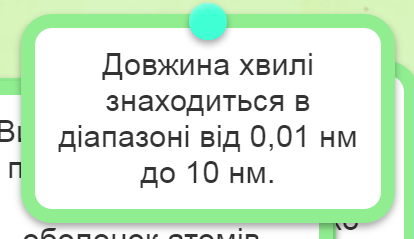 Довжина хвилі
знаходиться в
діапазоні від 0,01 нм
до 10 нм.